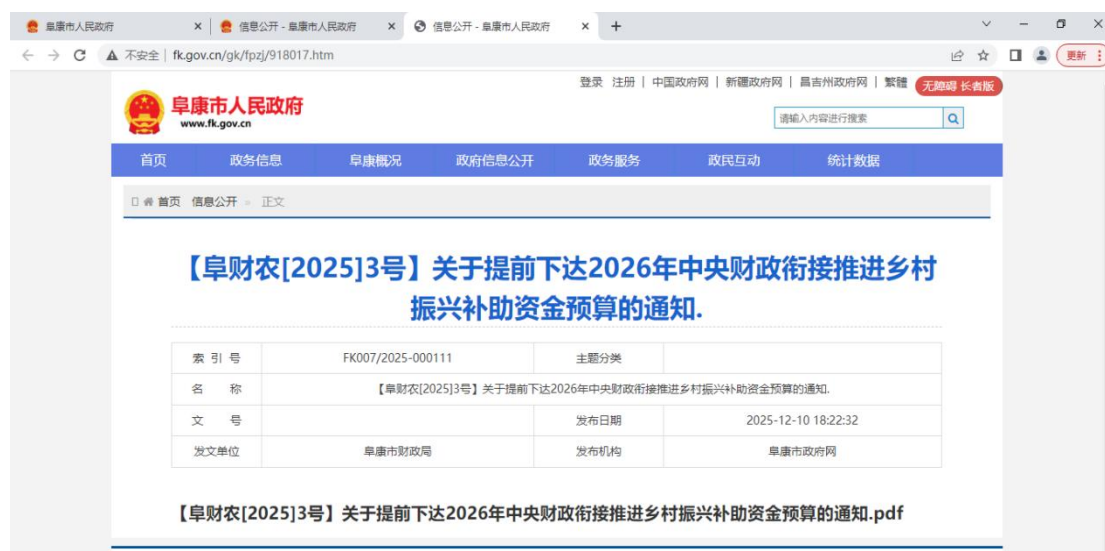 阜康市人民政府
信息公开 - 阜康市人民政府
信息公开 - 阜康市人民政府
不安全 | fk.gov.cn/gk/fpzj/918017.htm
更新
登录 注册 | 中国政府网 | 新疆政府网 | 昌吉州政府网 | 繁體 无障碍 长者版
阜康市人民政府
www.fk.gov.cn
请输入内容进行搜索
首页 政务信息 阜康概况 政府信息公开 政务服务 政民互动 统计数据
首页 信息公开 » 正文
【阜财农[2025]3号】关于提前下达2026年中央财政衔接推进乡村
振兴补助资金预算的通知.
索 引 号 FK007/2025-000111 主题分类
名 称 【阜财农[2025]3号】关于提前下达2026年中央财政衔接推进乡村振兴补助资金预算的通知.
文 号 发布日期 2025-12-10 18:22:32
发文单位 阜康市财政局 发布机构 阜康市政府网
【阜财农[2025]3号】关于提前下达2026年中央财政衔接推进乡村振兴补助资金预算的通知.pdf